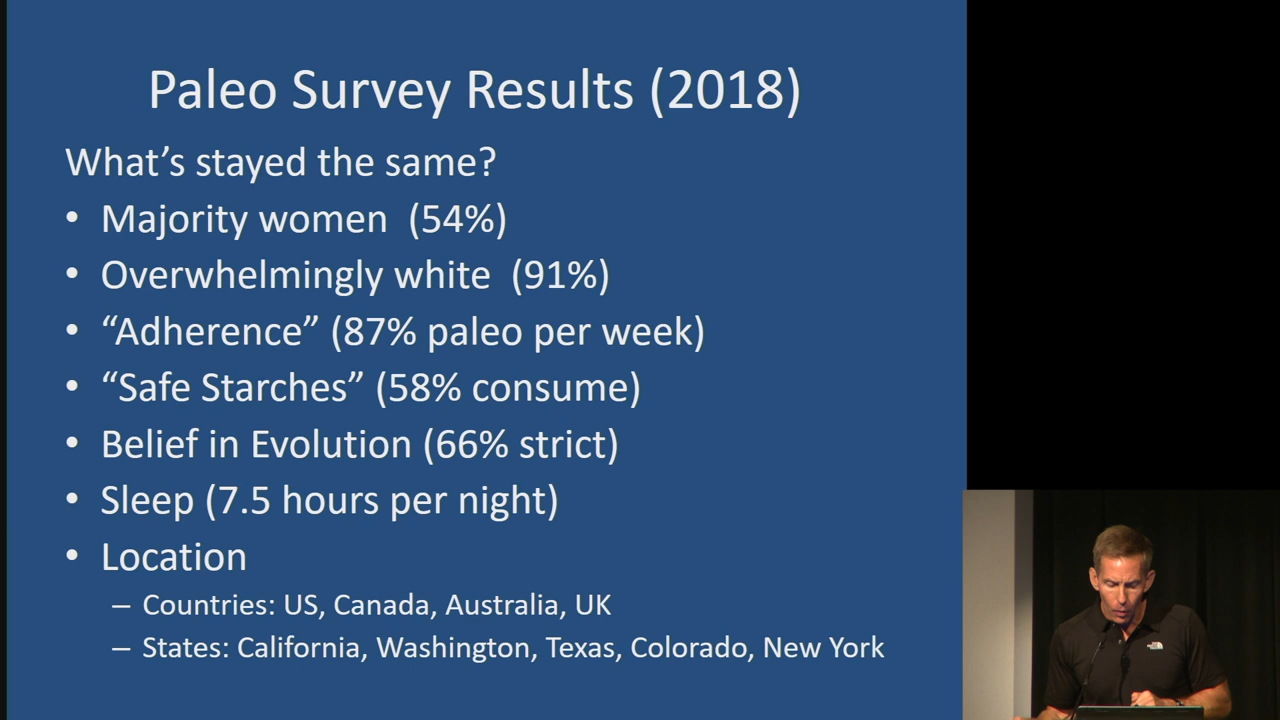 Paleo Survey Results (2018)
What’s stayed the same?
• Majority women (54%)
• Overwhelmingly white (91%)
• “Adherence” (87% paleo per week)
• “Safe Starches” (58% consume)
• Belief in Evolution (66% strict)
• Sleep (7.5 hours per night)
• Location
– Countries: US, Canada, Australia, UK
– States: California, Washington, Texas, Colorado, New York